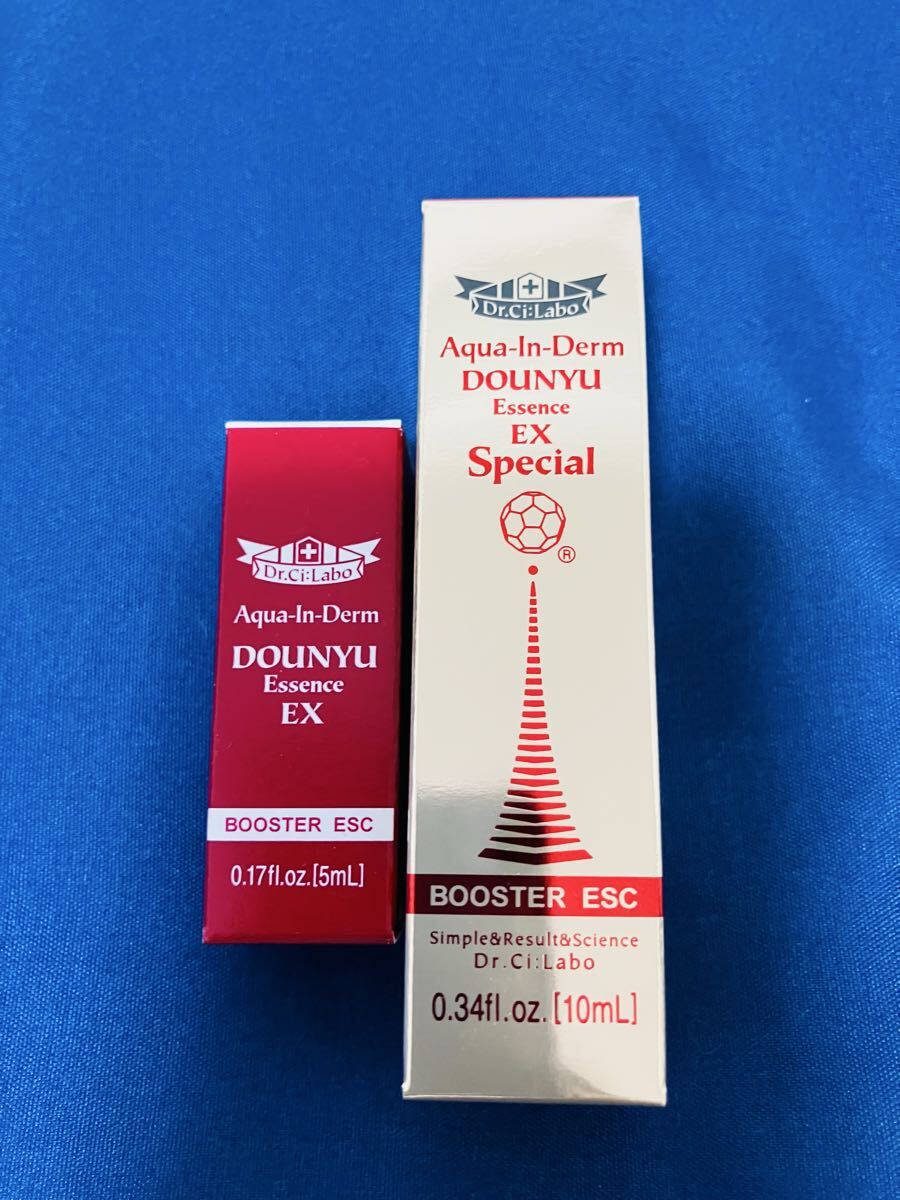 Dr.Ci:Labo
Aqua-In-Derm
DOUNYU
Essence
EX
BOOSTER ESC
0.17fl.oz.[5mL]
Dr.Ci:Labo
Aqua-In-Derm
DOUNYU
Essence
EX
Special
®
BOOSTER ESC
Simple&Result&Science
Dr.Ci:Labo
0.34fl.oz.[10mL]